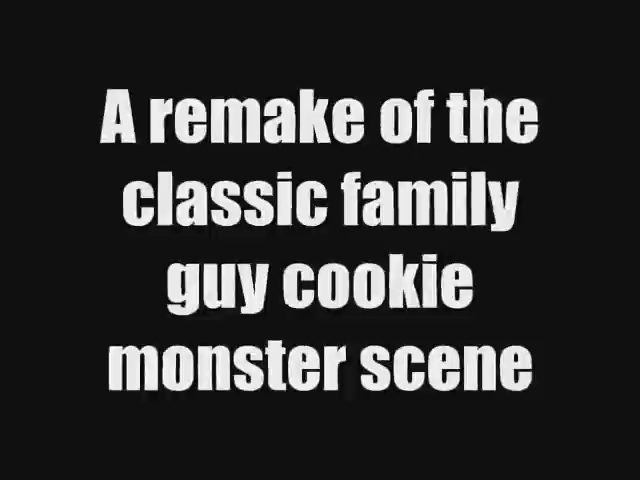 A remake of the
classic family
guy cookie
monster scene